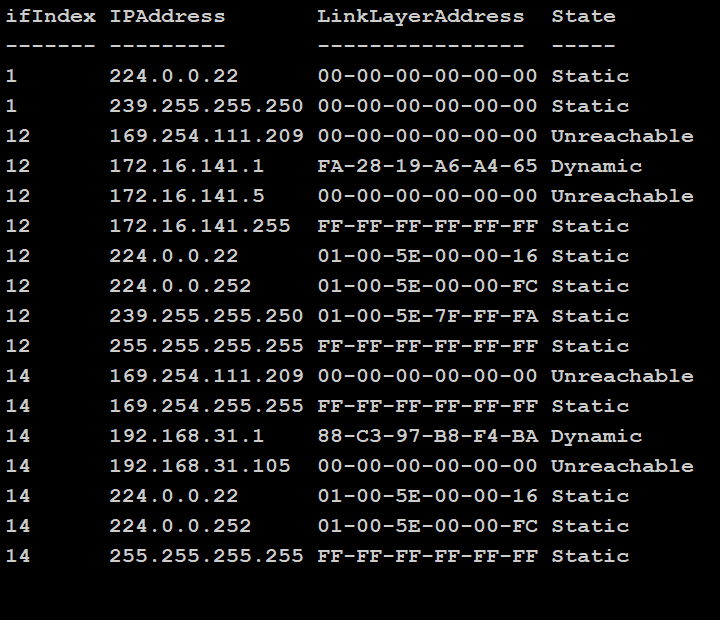 ifIndex IPAddress       LinkLayerAddress State
------- ---------       ---------------- -----
1       224.0.0.22      00-00-00-00-00-00 Static
1       239.255.255.250 00-00-00-00-00-00 Static
12      169.254.111.209 00-00-00-00-00-00 Unreachable
12      172.16.141.1    FA-28-19-A6-A4-65 Dynamic
12      172.16.141.5    00-00-00-00-00-00 Unreachable
12      172.16.141.255  FF-FF-FF-FF-FF-FF Static
12      224.0.0.22      01-00-5E-00-00-16 Static
12      224.0.0.252     01-00-5E-00-00-FC Static
12      239.255.255.250 01-00-5E-7F-FF-FA Static
12      255.255.255.255 FF-FF-FF-FF-FF-FF Static
14      169.254.111.209 00-00-00-00-00-00 Unreachable
14      169.254.255.255 FF-FF-FF-FF-FF-FF Static
14      192.168.31.1    88-C3-97-B8-F4-BA Dynamic
14      192.168.31.105  00-00-00-00-00-00 Unreachable
14      224.0.0.22      01-00-5E-00-00-16 Static
14      224.0.0.252     01-00-5E-00-00-FC Static
14      255.255.255.255 FF-FF-FF-FF-FF-FF Static